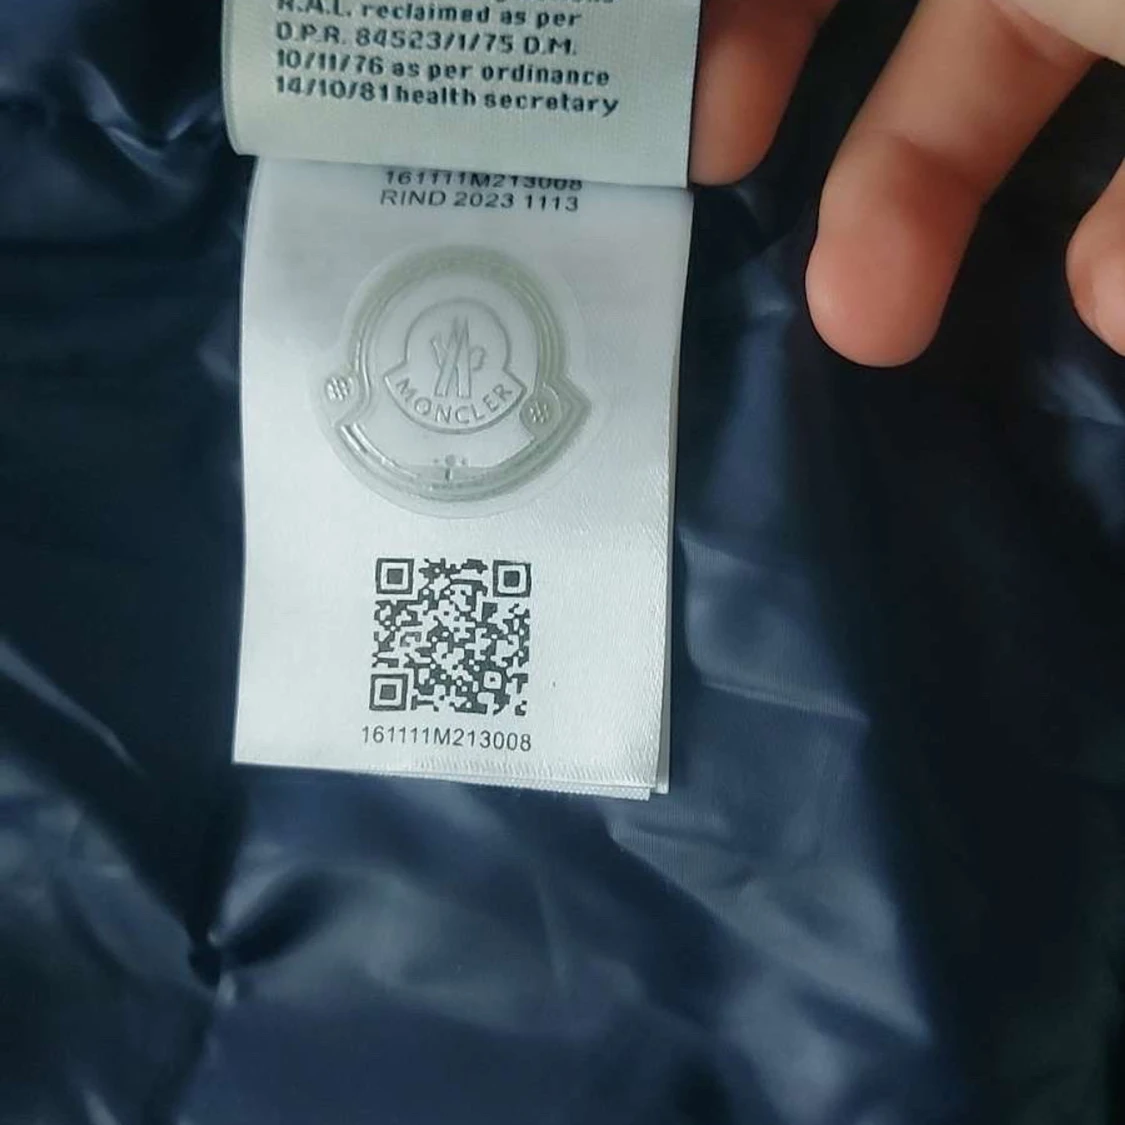 R.A.L. reclaimed as per
D.P.R. 84523/1/75 D.M.
10/11/76 as per ordinance
14/10/81 health secretary
161111M213008
RIND 2023 1113
MONCLER
161111M213008